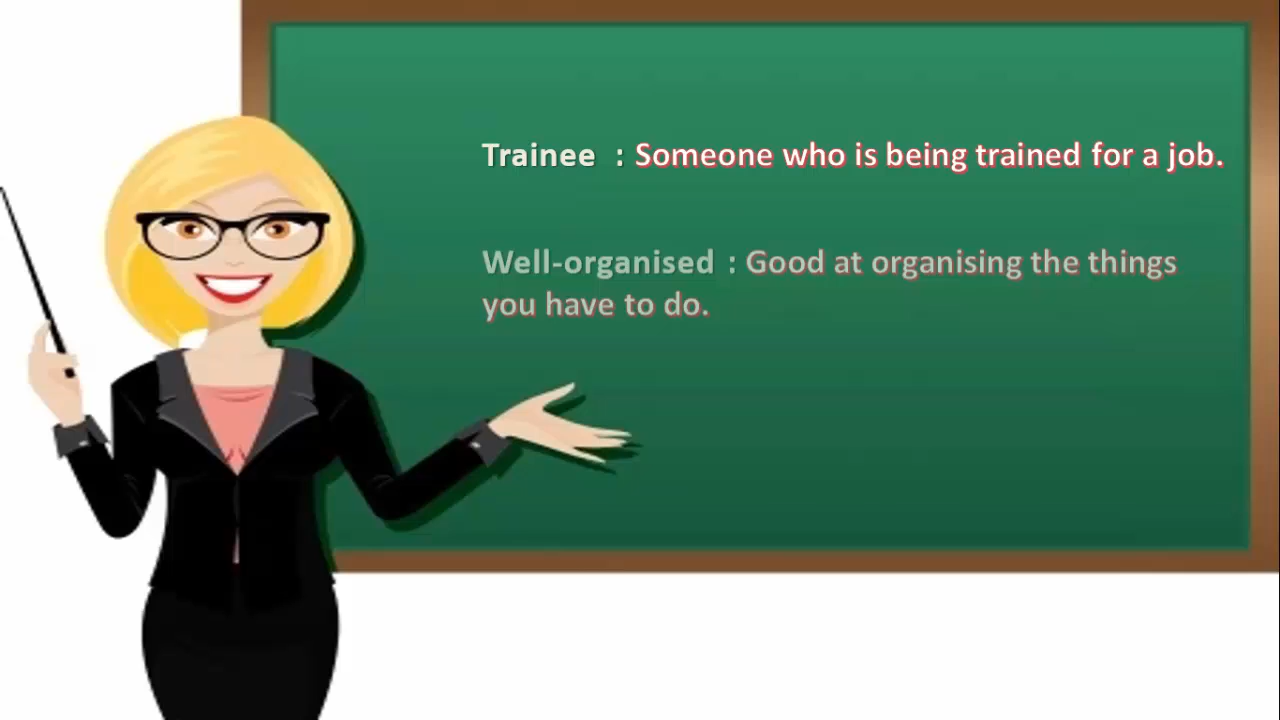 Trainee : Someone who is being trained for a job.
Well-organised : Good at organising the things
you have to do.